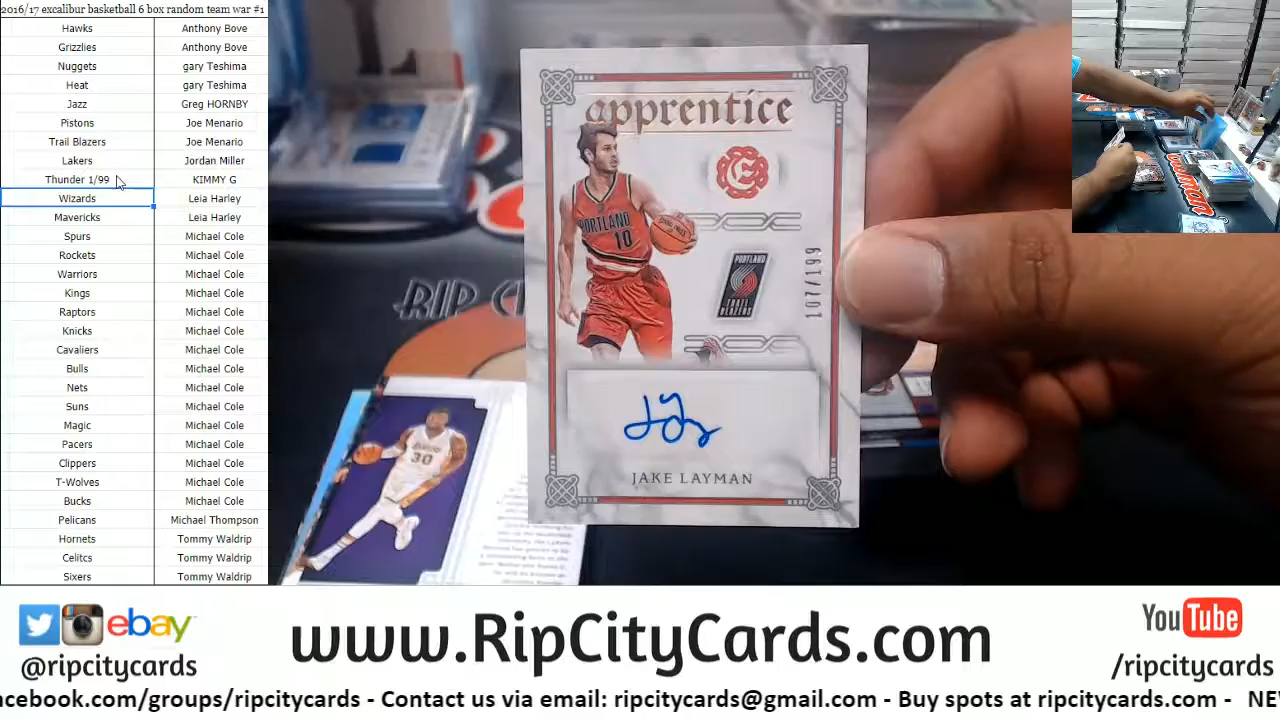 2016/17 excalibur basketball 6 box random team war #1
Hawks Anthony Bove
Grizzlies Anthony Bove
Nuggets gary Teshima
Heat gary Teshima
Jazz Greg HORNBY
Pistons Joe Menario
Trail Blazers Joe Menario
Lakers Jordan Miller
Thunder 1/99 KIMMY G
Wizards Leia Harley
Mavericks Leia Harley
Spurs Michael Cole
Rockets Michael Cole
Warriors Michael Cole
Kings Michael Cole
Raptors Michael Cole
Knicks Michael Cole
Cavaliers Michael Cole
Bulls Michael Cole
Nets Michael Cole
Suns Michael Cole
Magic Michael Cole
Pacers Michael Cole
Clippers Michael Cole
T-Wolves Michael Cole
Bucks Michael Cole
Pelicans Michael Thompson
Hornets Tommy Waldrip
Celitcs Tommy Waldrip
Sixers Tommy Waldrip
apprentice
E
PORTLAND
10
PORTLAND
TRAIL BLAZERS
107/199
JAKE LAYMAN
RIP C
30
ebay
@ripcitycards
www.RipCityCards.com
YouTube
/ripcitycards
acebook.com/groups/ripcitycards - Contact us via email: ripcitycards@gmail.com - Buy spots at ripcitycards.com - NE